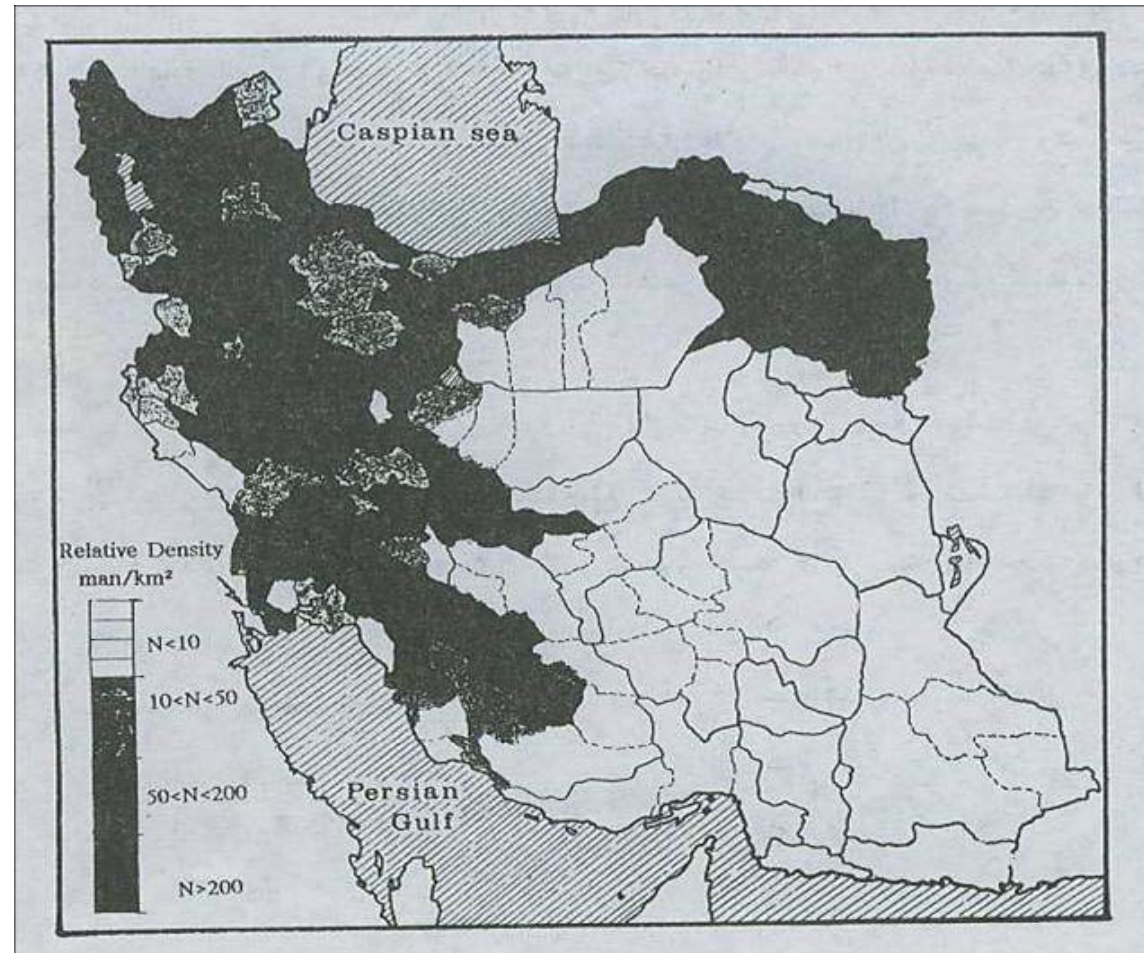 Caspian sea
Relative Density
man/km²
N<10
10<N<50
50<N<200
N>200
Persian
Gulf